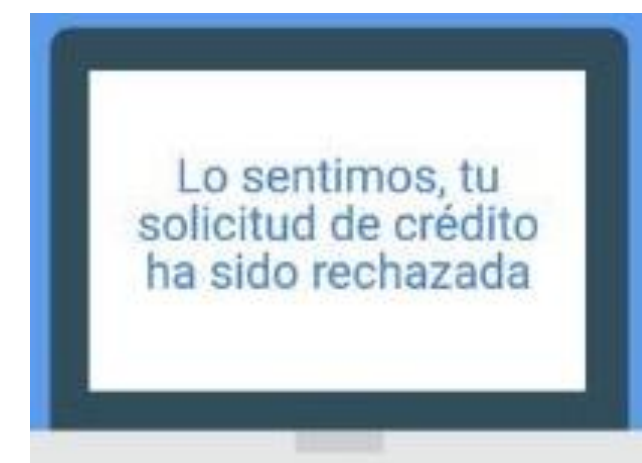 Lo sentimos, tu
solicitud de crédito
ha sido rechazada